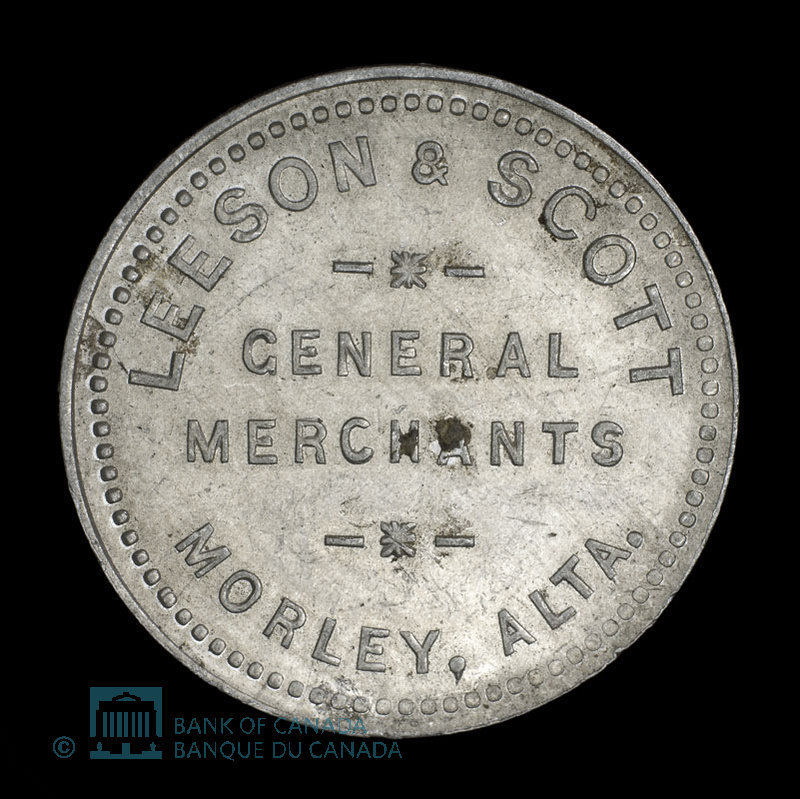 LEESON & SCOTT
GENERAL
MERCHANTS
MORLEY, ALTA.
© BANK OF CANADA
BANQUE DU CANADA